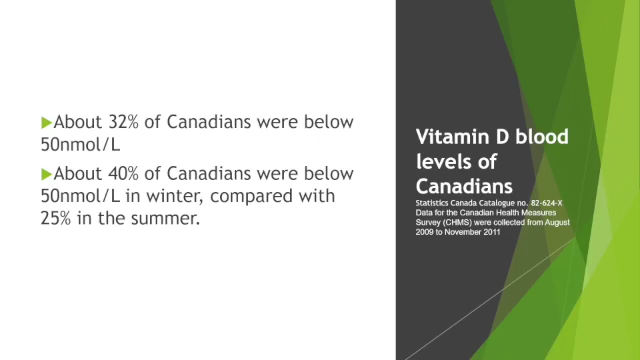 About 32% of Canadians were below
50nmol/L
About 40% of Canadians were below
50nmol/L in winter, compared with
25% in the summer.
Vitamin D blood
levels of
Canadians
Statistics Canada Catalogue no. 82-624-X
Data for the Canadian Health Measures
Survey (CHMS) were collected from August
2009 to November 2011